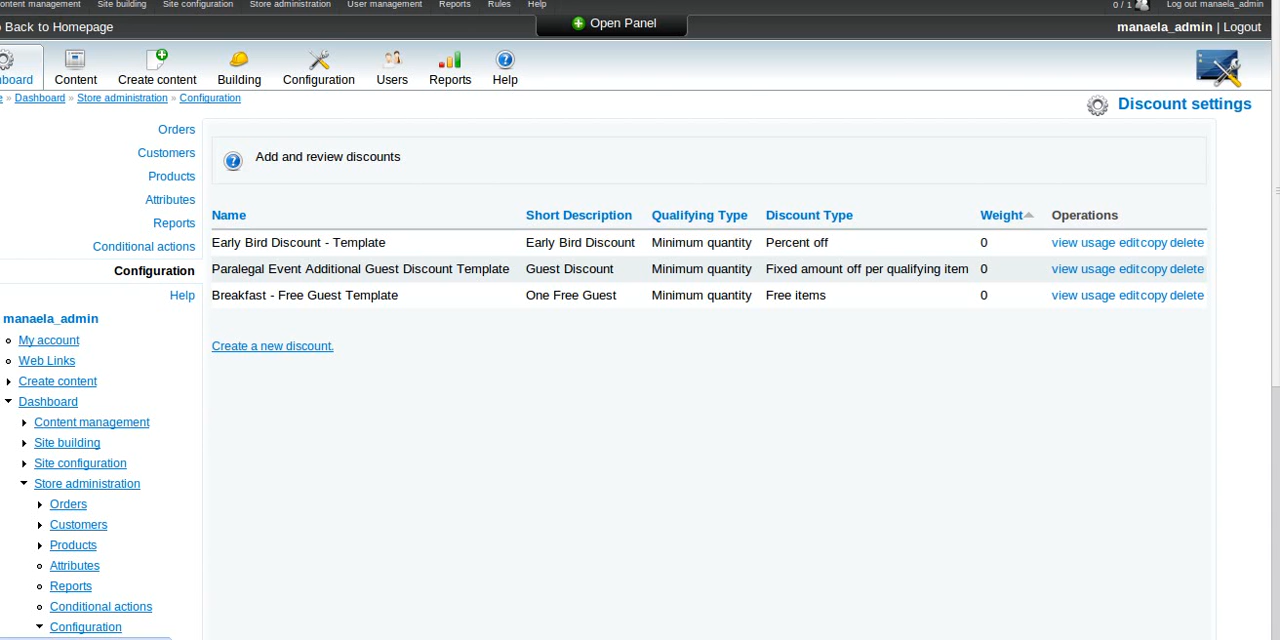 ontent management Site building Site configuration Store administration User management Reports Rules Help 0 / 1 Log out manaela_admin
Back to Homepage Open Panel manaela_admin | Logout
board Content Create content Building Configuration Users Reports Help
e » Dashboard » Store administration » Configuration
Discount settings
Orders
Customers
Products
Attributes
Reports
Conditional actions
Configuration
Help
manaela_admin
My account
Web Links
Create content
Dashboard
Content management
Site building
Site configuration
Store administration
Orders
Customers
Products
Attributes
Reports
Conditional actions
Configuration
Add and review discounts
Name Short Description Qualifying Type Discount Type Weight Operations
Early Bird Discount - Template Early Bird Discount Minimum quantity Percent off 0 view usage edit copy delete
Paralegal Event Additional Guest Discount Template Guest Discount Minimum quantity Fixed amount off per qualifying item 0 view usage edit copy delete
Breakfast - Free Guest Template One Free Guest Minimum quantity Free items 0 view usage edit copy delete
Create a new discount.